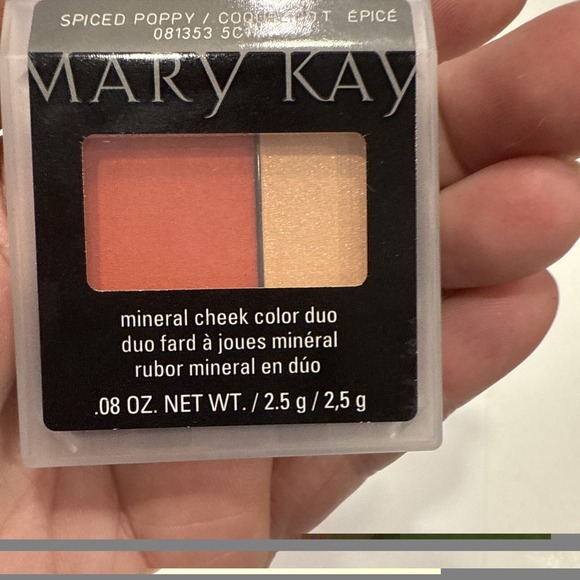 SPICED POPPY / ÉPICÉ
081353
MARY KAY
mineral cheek color duo
duo fard à joues minéral
rubor mineral en dúo
.08 OZ. NET WT. / 2.5 g / 2,5 g